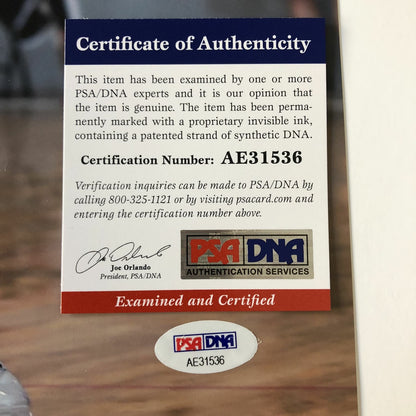 Certificate of Authenticity
This item has been examined by one or more
PSA/DNA experts and it is our opinion that
the item is genuine. The item has been perma-
nently marked with a proprietary invisible ink,
containing a patented strand of synthetic DNA.
Certification Number: AE31536
Verification inquiries can be made to PSA/DNA by
calling 800-325-1121 or by visiting psacard.com and
entering the certification number above.
Joe Orlando
President, PSA/DNA
PSA DNA
AUTHENTICATION SERVICES
Examined and Certified
PSA DNA
AE31536